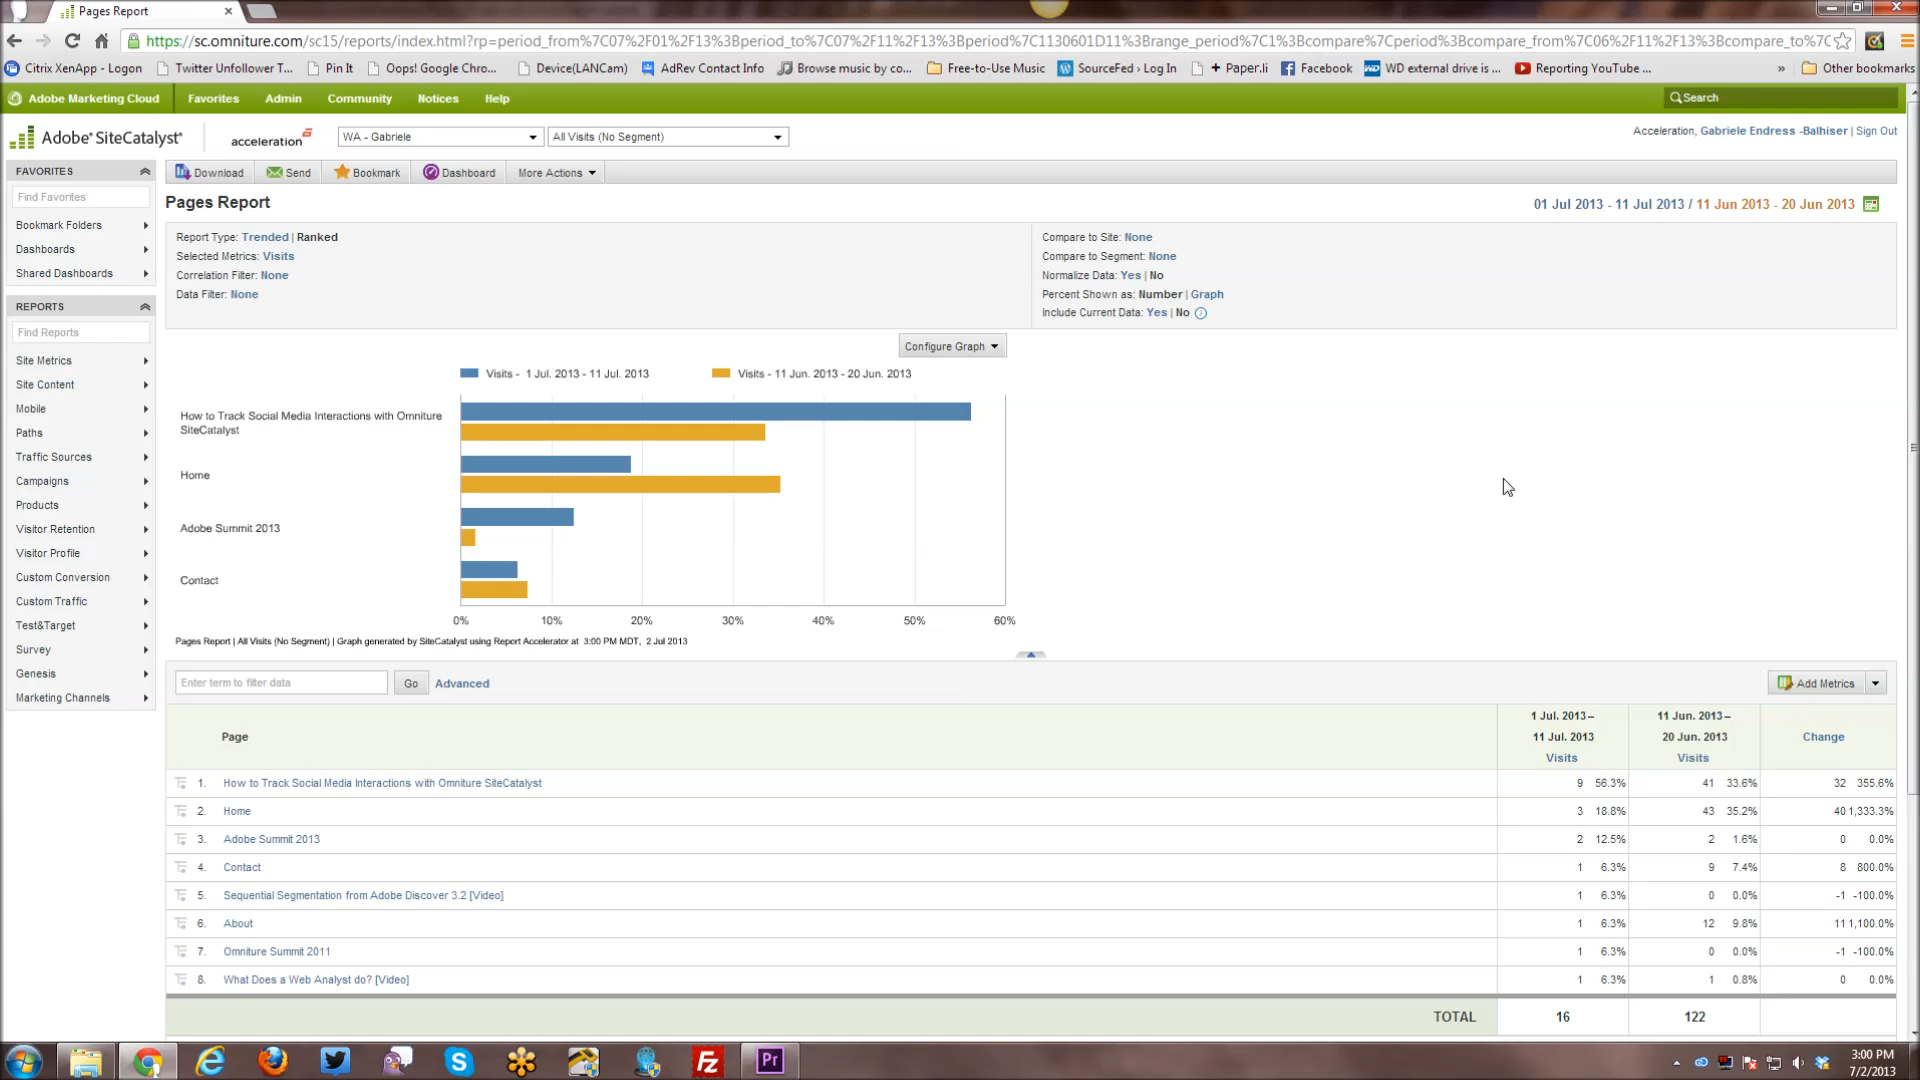 Pages Report
https://sc.omniture.com/sc15/reports/index.html?rp=period_from%7C07%2F01%2F13%3Bperiod_to%7C07%2F11%2F13%3Bperiod%7C1130601D11%3Brange_period%7C1%3Bcompare%7Cperiod%3Bcompare_from%7C06%2F11%2F13%3Bcompare_to%7C
Citrix XenApp - Logon Twitter Unfollower T... Pin It Oops! Google Chro... Device(LANCam) AdRev Contact Info Browse music by co... Free-to-Use Music SourceFed › Log In + Paper.li Facebook WD external drive is ... Reporting YouTube ... » Other bookmarks
Adobe Marketing Cloud Favorites Admin Community Notices Help Search
Adobe® SiteCatalyst® acceleration WA - Gabriele All Visits (No Segment) Acceleration, Gabriele Endress -Balhiser | Sign Out
FAVORITES
Find Favorites
Bookmark Folders
Dashboards
Shared Dashboards
REPORTS
Find Reports
Site Metrics
Site Content
Mobile
Paths
Traffic Sources
Campaigns
Products
Visitor Retention
Visitor Profile
Custom Conversion
Custom Traffic
Test&Target
Survey
Genesis
Marketing Channels
Download Send Bookmark Dashboard More Actions
Pages Report 01 Jul 2013 - 11 Jul 2013 / 11 Jun 2013 - 20 Jun 2013
Report Type: Trended | Ranked
Selected Metrics: Visits
Correlation Filter: None
Data Filter: None
Compare to Site: None
Compare to Segment: None
Normalize Data: Yes | No
Percent Shown as: Number | Graph
Include Current Data: Yes | No
Configure Graph
Visits - 1 Jul. 2013 - 11 Jul. 2013 Visits - 11 Jun. 2013 - 20 Jun. 2013
How to Track Social Media Interactions with Omniture
SiteCatalyst
Home
Adobe Summit 2013
Contact
0% 10% 20% 30% 40% 50% 60%
Pages Report | All Visits (No Segment) | Graph generated by SiteCatalyst using Report Accelerator at 3:00 PM MDT, 2 Jul 2013
Enter term to filter data Go Advanced Add Metrics
1 Jul. 2013 – 11 Jun. 2013 –
Page 11 Jul. 2013 20 Jun. 2013 Change
Visits Visits
1. How to Track Social Media Interactions with Omniture SiteCatalyst 9 56.3% 41 33.6% 32 355.6%
2. Home 3 18.8% 43 35.2% 40 1,333.3%
3. Adobe Summit 2013 2 12.5% 2 1.6% 0 0.0%
4. Contact 1 6.3% 9 7.4% 8 800.0%
5. Sequential Segmentation from Adobe Discover 3.2 [Video] 1 6.3% 0 0.0% -1 -100.0%
6. About 1 6.3% 12 9.8% 11 1,100.0%
7. Omniture Summit 2011 1 6.3% 0 0.0% -1 -100.0%
8. What Does a Web Analyst do? [Video] 1 6.3% 1 0.8% 0 0.0%
TOTAL 16 122
Fz Pr
3:00 PM
7/2/2013